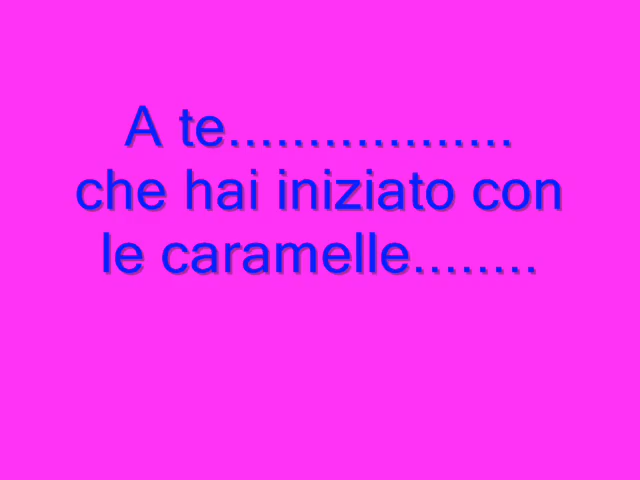 A te..................
che hai iniziato con
le caramelle........